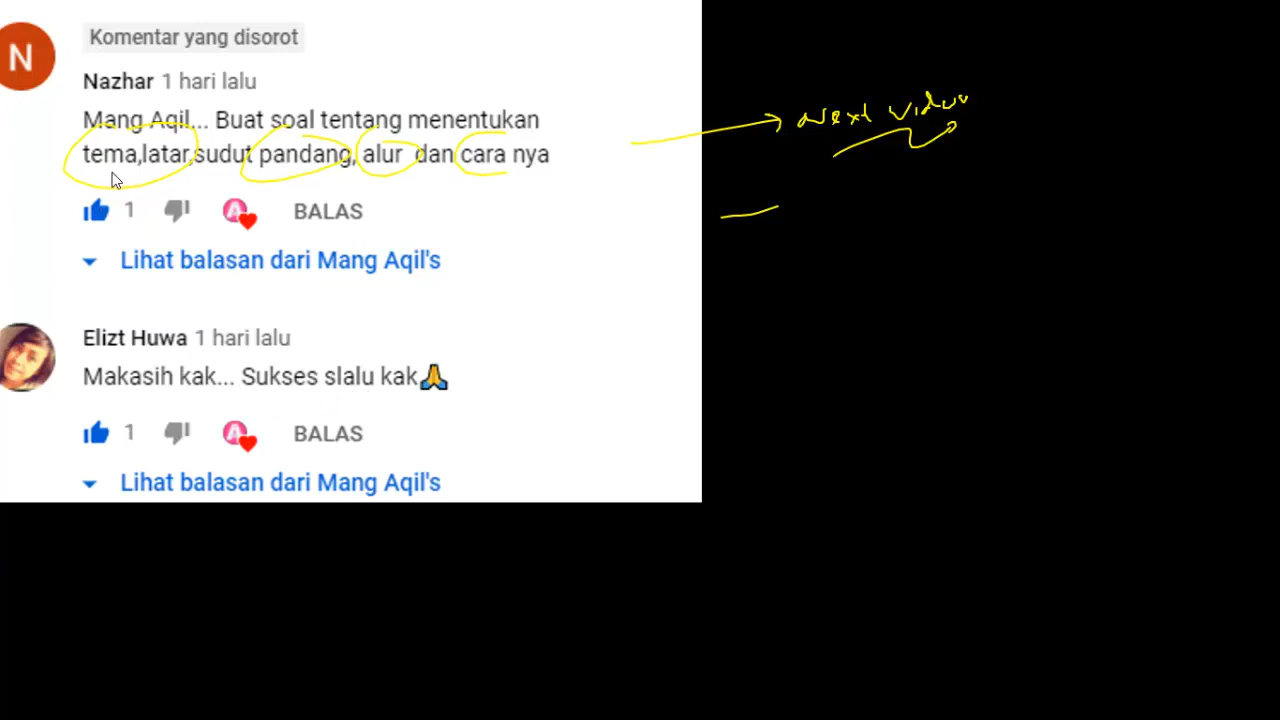 N
Komentar yang disorot
Nazhar 1 hari lalu
Mang Aqil... Buat soal tentang menentukan
tema,latar,sudut pandang, alur dan cara nya
Next video
1 BALAS
Lihat balasan dari Mang Aqil's
Elizt Huwa 1 hari lalu
Makasih kak... Sukses slalu kak🙏
1 BALAS
Lihat balasan dari Mang Aqil's